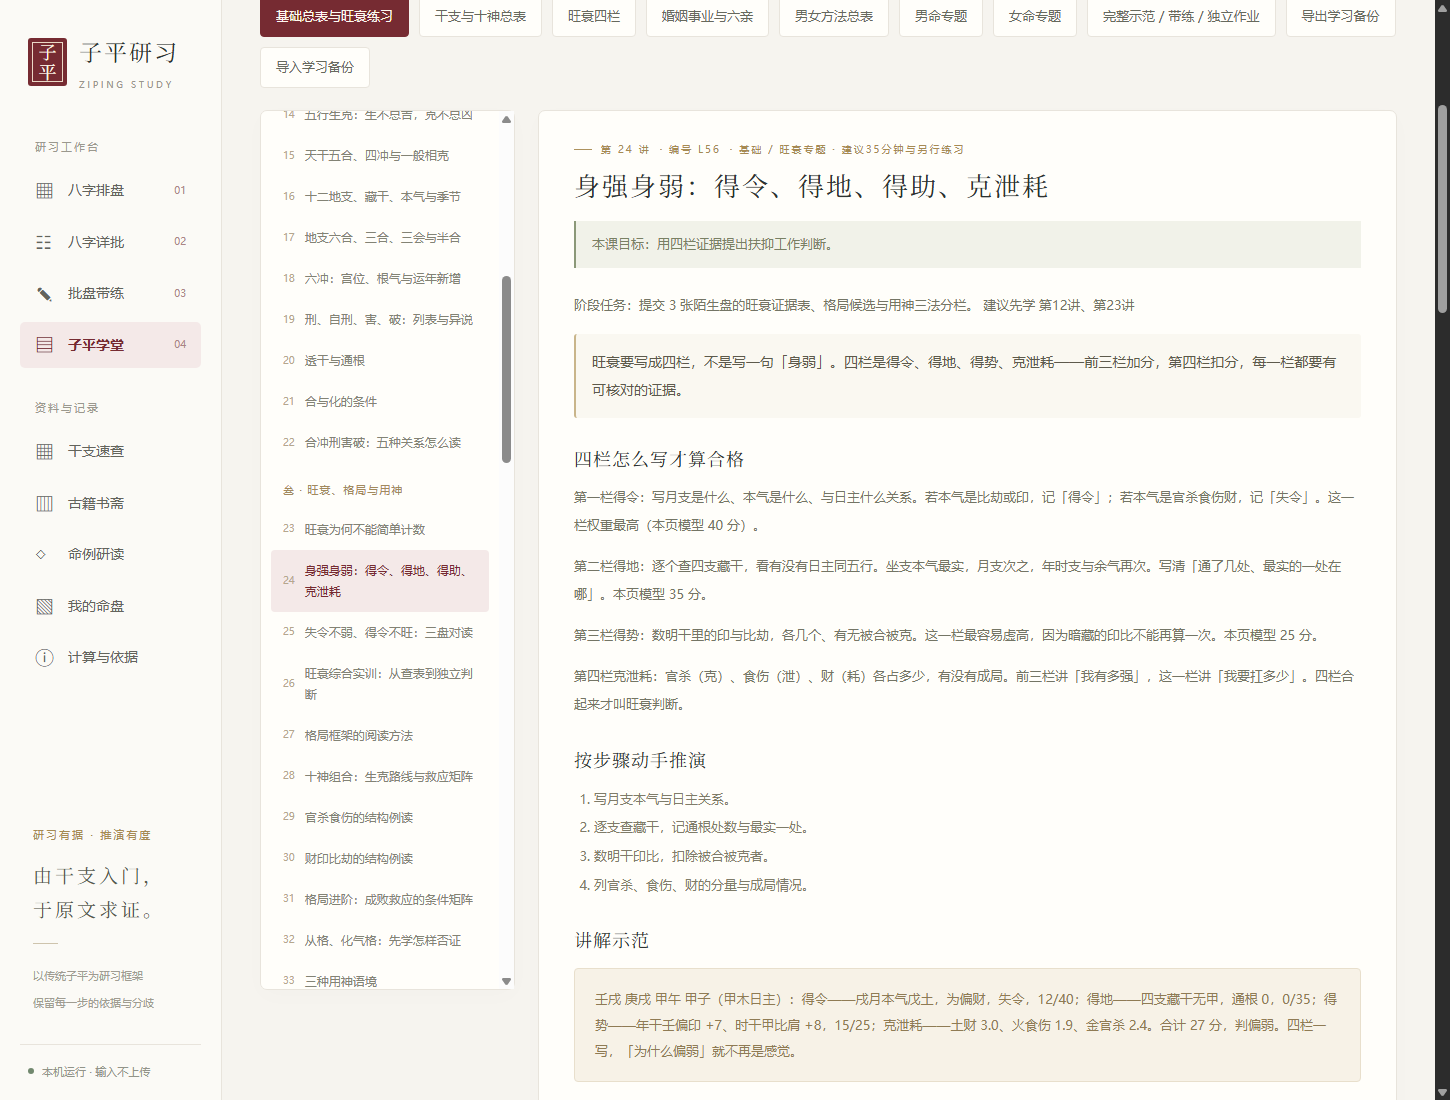 子平
子平研习
ZIPING STUDY
研习工作台
八字排盘 01
八字详批 02
批盘带练 03
子平学堂 04
资料与记录
干支速查
古籍书斋
命例研读
我的命盘
计算与依据
研习有据 · 推演有度
由干支入门，
于原文求证。
以传统子平为研习框架
保留每一步的依据与分歧
本机运行 · 输入不上传
基础总表与旺衰练习
干支与十神总表
旺衰四栏
婚姻事业与六亲
男女方法总表
男命专题
女命专题
完整示范 / 带练 / 独立作业
导出学习备份
导入学习备份
14 五行生克：生不总吉，克不总凶
15 天干五合、四冲与一般相克
16 十二地支、藏干、本气与季节
17 地支六合、三合、三会与半合
18 六冲：宫位、根气与运年新增
19 刑、自刑、害、破：列表与异说
20 透干与通根
21 合与化的条件
22 合冲刑害破：五种关系怎么读
叁 · 旺衰、格局与用神
23 旺衰为何不能简单计数
24 身强身弱：得令、得地、得助、
克泄耗
25 失令不弱、得令不旺：三盘对读
26 旺衰综合实训：从查表到独立判
断
27 格局框架的阅读方法
28 十神组合：生克路线与救应矩阵
29 官杀食伤的结构例读
30 财印比劫的结构例读
31 格局进阶：成败救应的条件矩阵
32 从格、化气格：先学怎样否证
33 三种用神语境
第 24 讲 · 编号 L56 · 基础 / 旺衰专题 · 建议35分钟与另行练习
身强身弱：得令、得地、得助、克泄耗
本课目标：用四栏证据提出扶抑工作判断。
阶段任务：提交 3 张陌生盘的旺衰证据表、格局候选与用神三法分栏。 建议先学 第12讲、第23讲
旺衰要写成四栏，不是写一句「身弱」。四栏是得令、得地、得势、克泄耗——前三栏加分，第四栏扣分，每一栏都要有
可核对的证据。
四栏怎么写才算合格
第一栏得令：写月支是什么、本气是什么、与日主什么关系。若本气是比劫或印，记「得令」；若本气是官杀食伤财，记「失令」。这一
栏权重最高（本页模型 40 分）。
第二栏得地：逐个查四支藏干，看有没有日主同五行。坐支本气最实，月支次之，年时支与余气再次。写清「通了几处、最实的一处在
哪」。本页模型 35 分。
第三栏得势：数明干里的印与比劫，各几个、有无被合被克。这一栏最容易虚高，因为暗藏的印比不能再算一次。本页模型 25 分。
第四栏克泄耗：官杀（克）、食伤（泄）、财（耗）各占多少，有没有成局。前三栏讲「我有多强」，这一栏讲「我要扛多少」。四栏合
起来才叫旺衰判断。
按步骤动手推演
1. 写月支本气与日主关系。
2. 逐支查藏干，记通根处数与最实一处。
3. 数明干印比，扣除被合被克者。
4. 列官杀、食伤、财的分量与成局情况。
讲解示范
壬戌 庚戌 甲午 甲子（甲木日主）：得令——戌月本气戊土，为偏财，失令，12/40；得地——四支藏干无甲，通根 0，0/35；得
势——年干壬偏印 +7、时干甲比肩 +8，15/25；克泄耗——土财 3.0、火食伤 1.9、金官杀 2.4。合计 27 分，判偏弱。四栏一
写，「为什么偏弱」就不再是感觉。